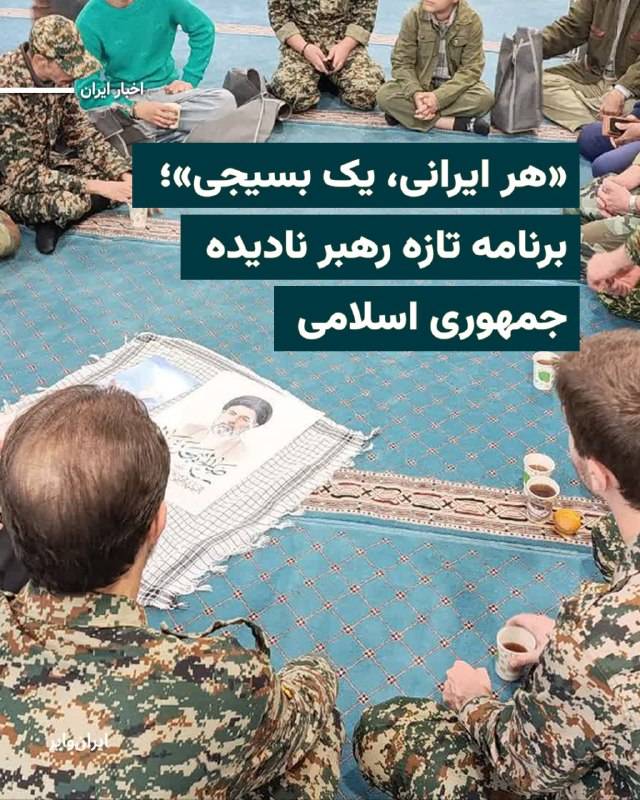 اخبار ایران
«هر ایرانی، یک بسیجی»؛
برنامه تازه رهبر نادیده
جمهوری اسلامی
ایران‌وایر